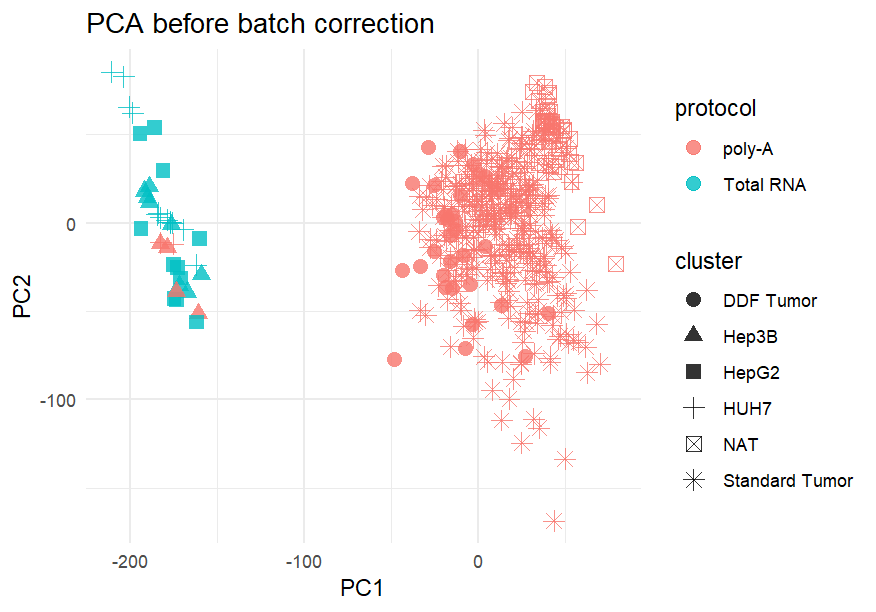 PCA before batch correction
0
-100
PC2
-200
-100
0
PC1
protocol
poly-A
Total RNA
cluster
DDF Tumor
Hep3B
HepG2
HUH7
NAT
Standard Tumor